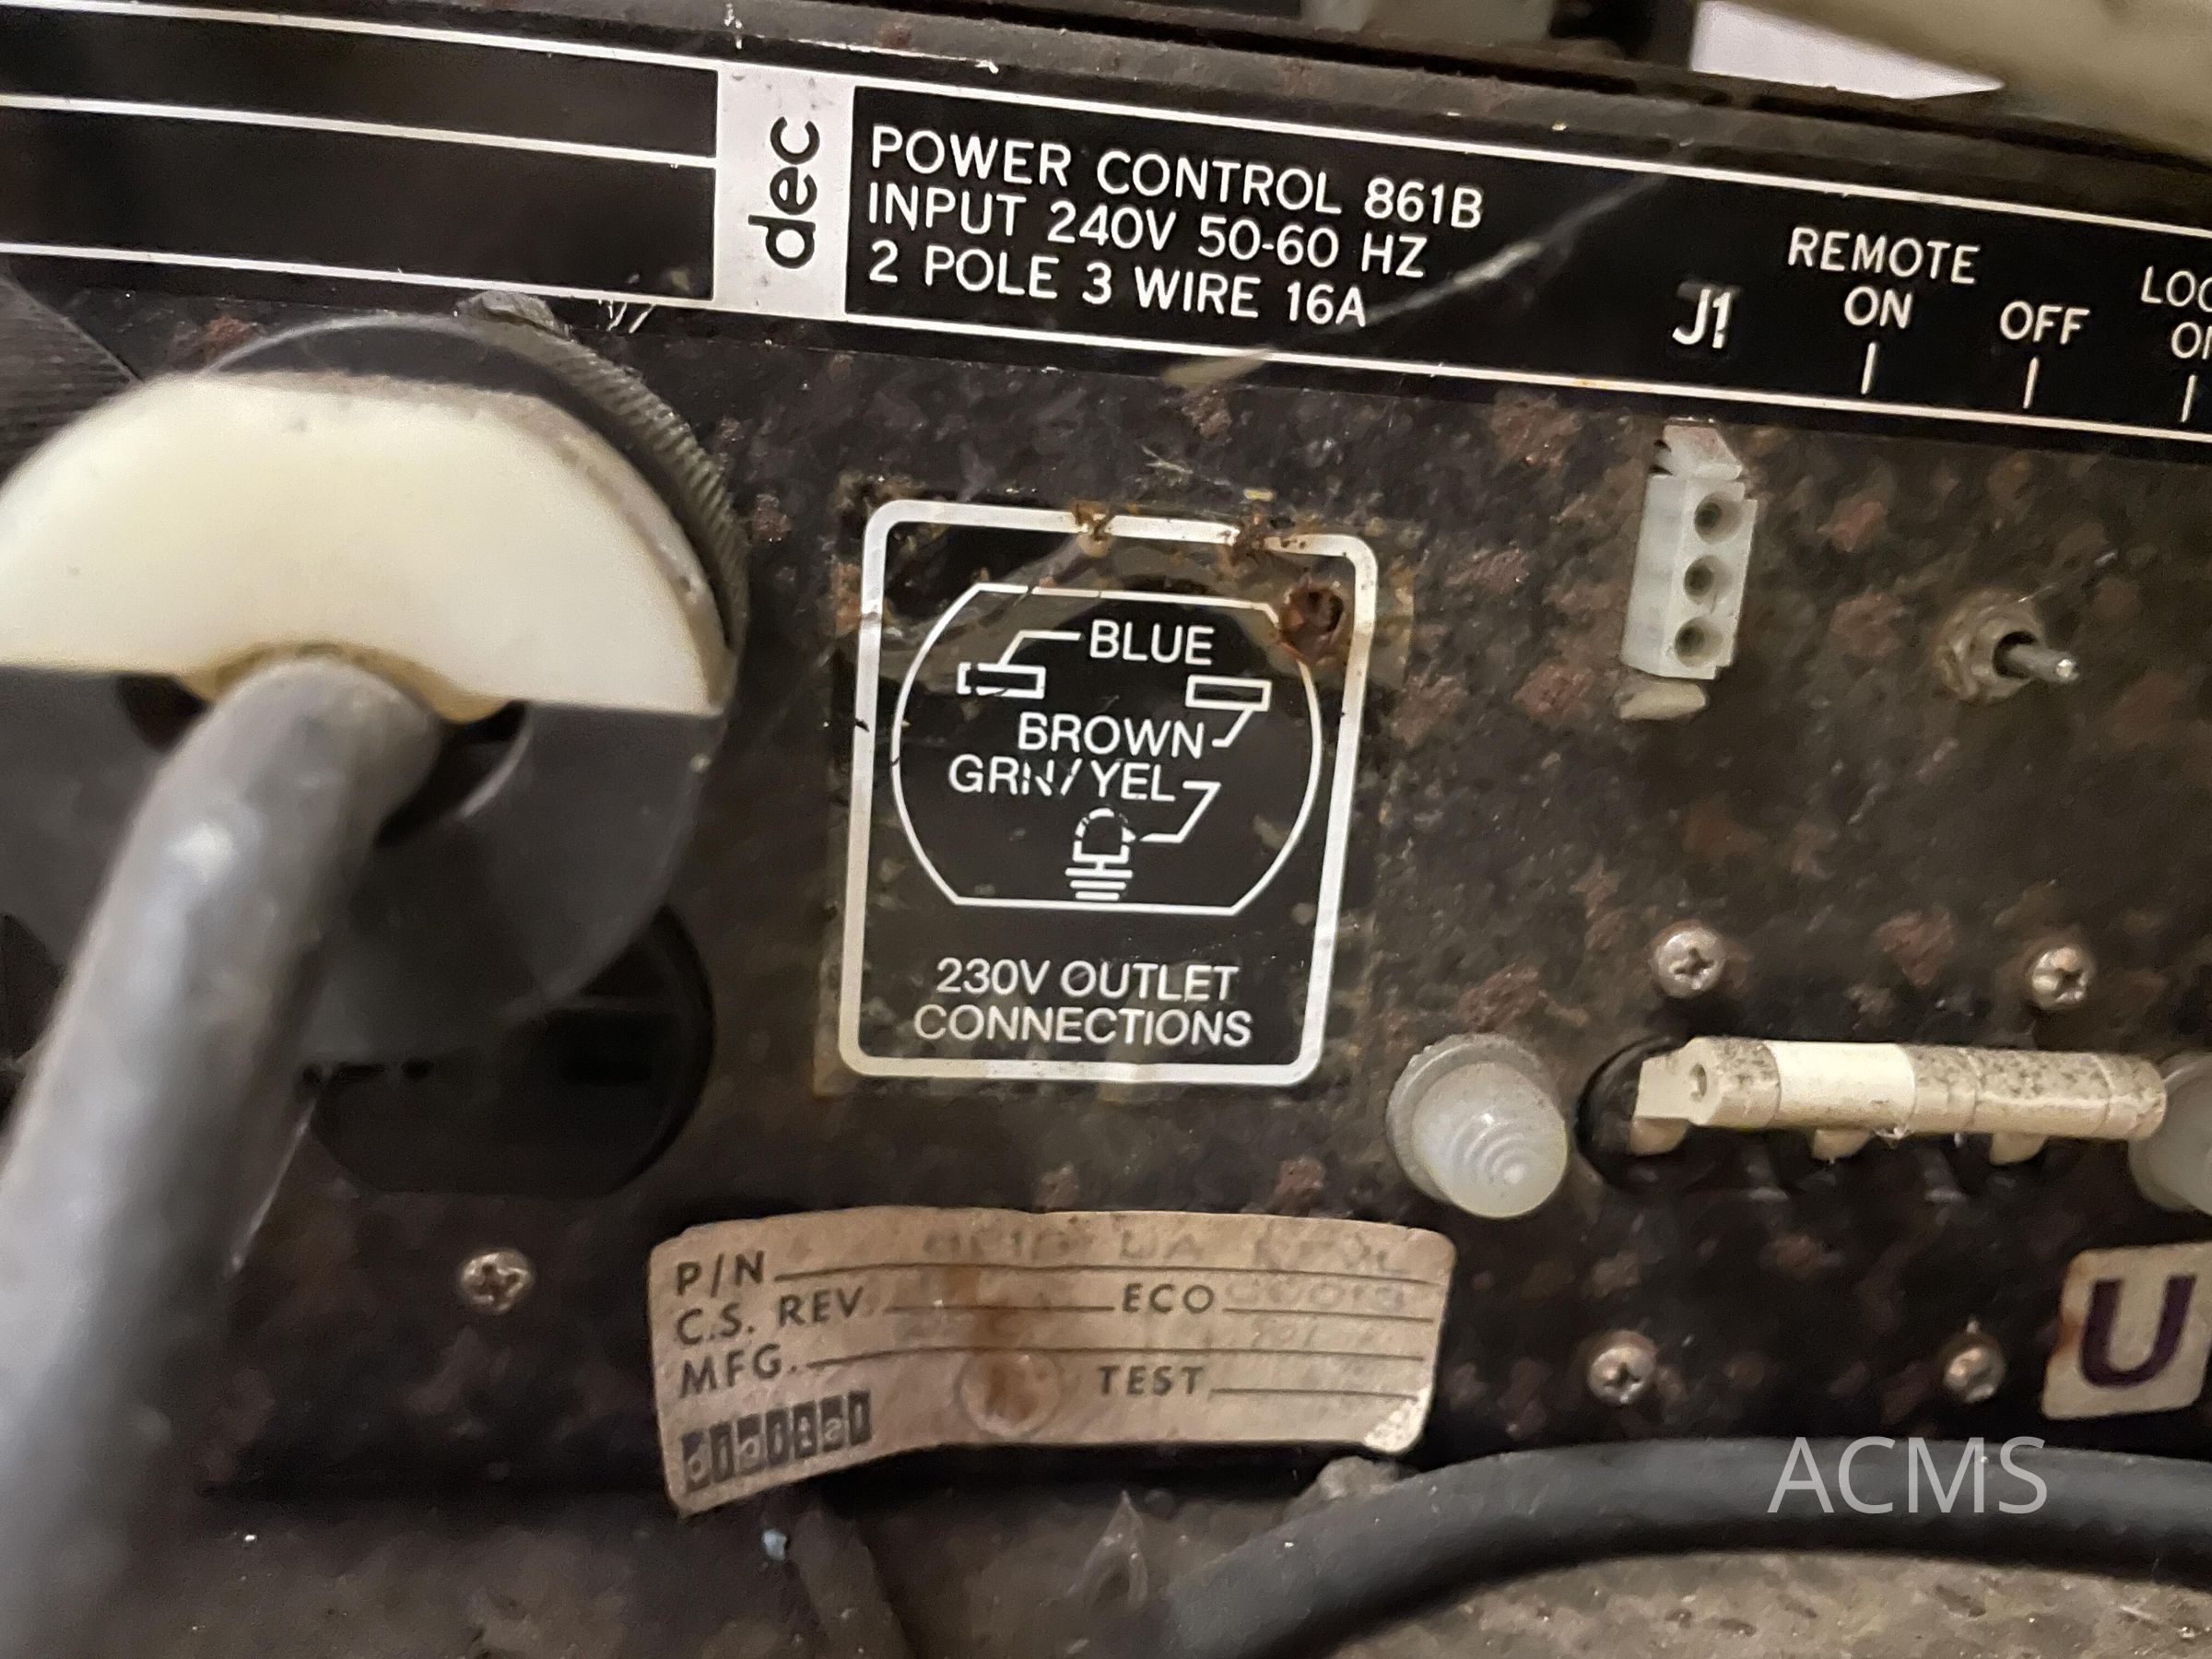 dec
POWER CONTROL 861B
INPUT 240V 50-60 HZ
2 POLE 3 WIRE 16A
J1
REMOTE
ON
OFF
BLUE
BROWN
GRN/YEL
230V OUTLET
CONNECTIONS
P/N
C.S. REV. ECO
MFG. TEST
digital
U
ACMS